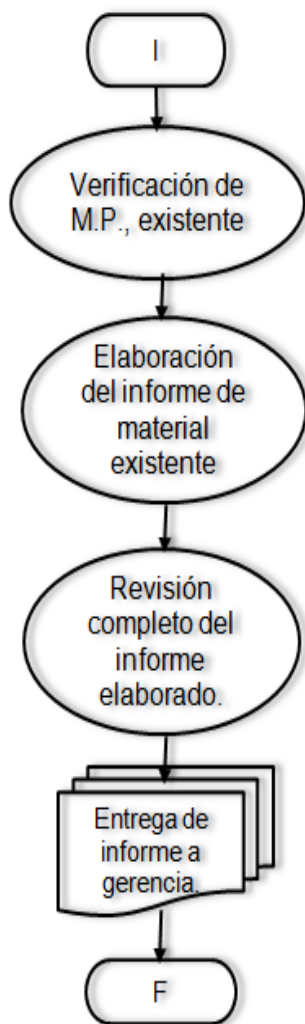 I
Verificación de
M.P., existente
Elaboración
del informe de
material
existente
Revisión
completo del
informe
elaborado.
Entrega de
informe a
gerencia.
F